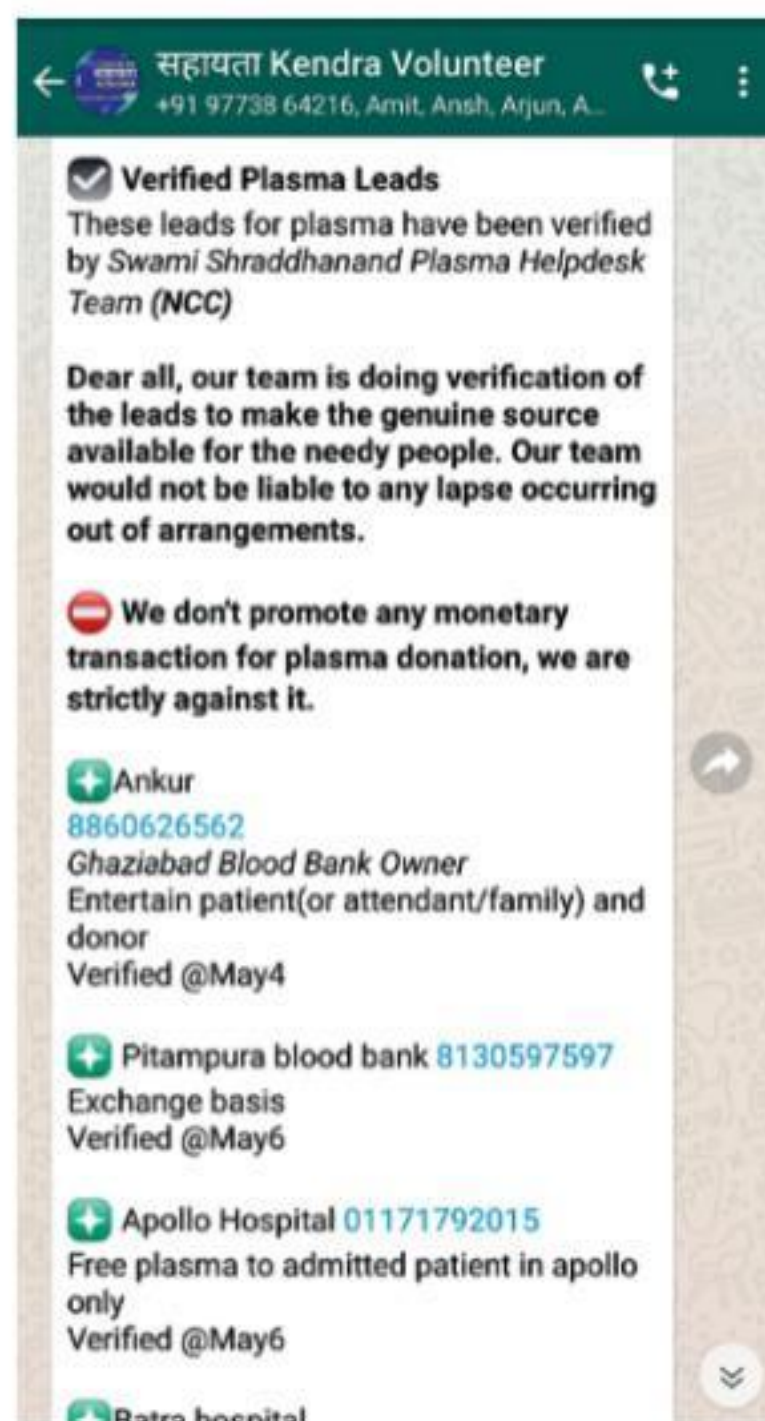 सहायता Kendra Volunteer
+91 97738 64216, Amit, Ansh, Arjun, A...
Verified Plasma Leads
These leads for plasma have been verified
by Swami Shraddhanand Plasma Helpdesk
Team (NCC)
Dear all, our team is doing verification of
the leads to make the genuine source
available for the needy people. Our team
would not be liable to any lapse occurring
out of arrangements.
We don't promote any monetary
transaction for plasma donation, we are
strictly against it.
Ankur
8860626562
Ghaziabad Blood Bank Owner
Entertain patient(or attendant/family) and
donor
Verified @May4
Pitampura blood bank 8130597597
Exchange basis
Verified @May6
Apollo Hospital 01171792015
Free plasma to admitted patient in apollo
only
Verified @May6
Batra hospital